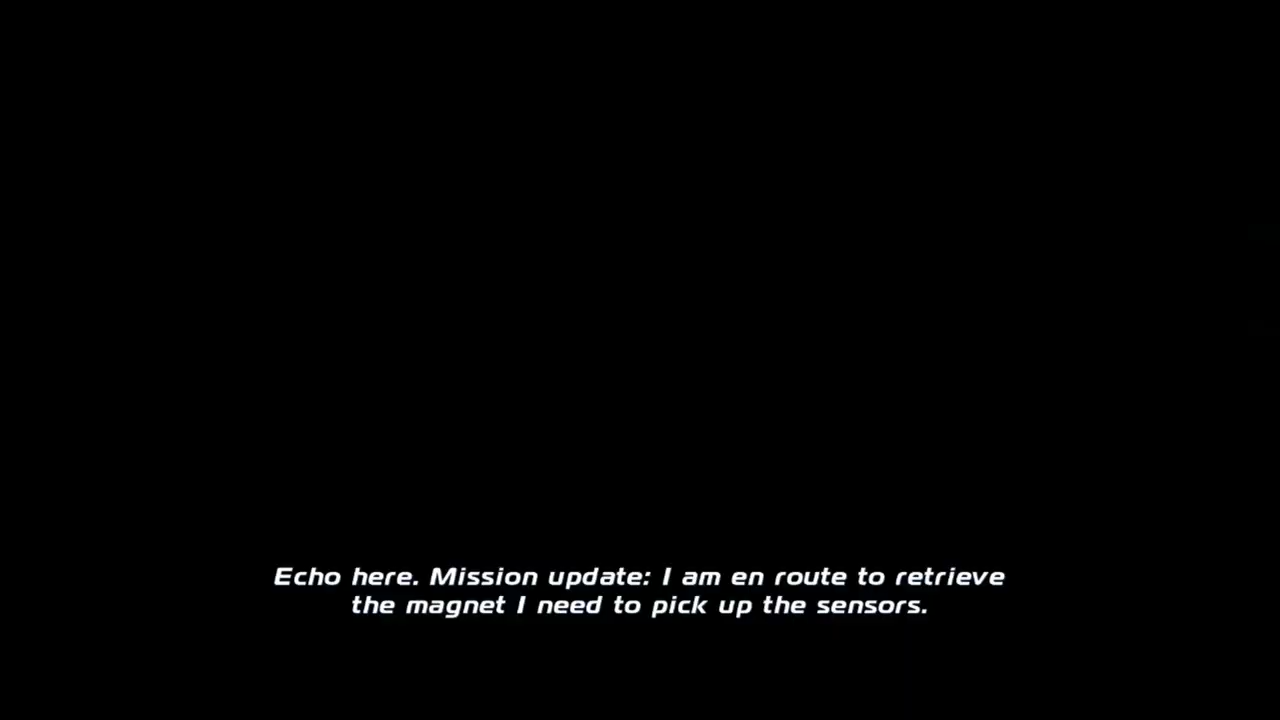 Echo here. Mission update: I am en route to retrieve
the magnet I need to pick up the sensors.